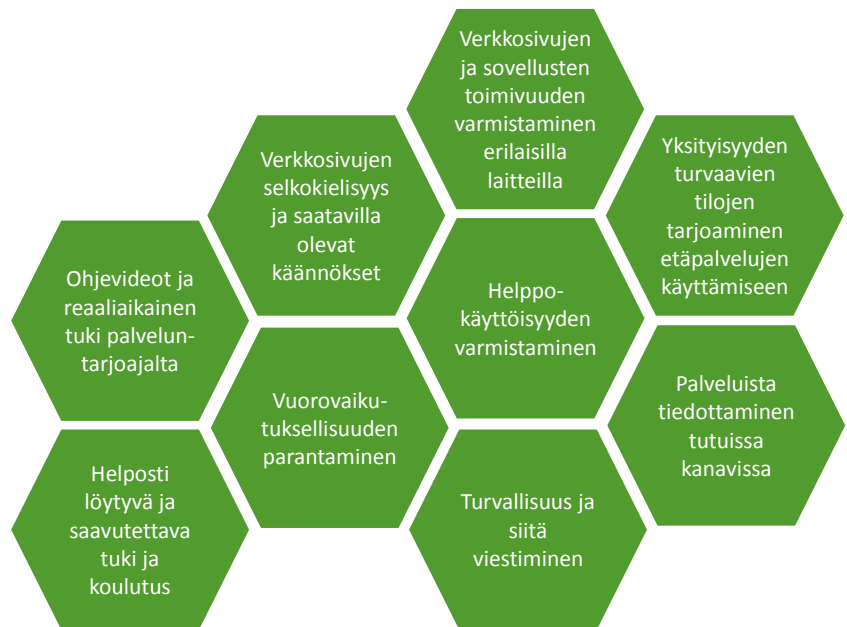 Verkkosivujen
ja sovellusten
toimivuuden
varmistaminen
erilaisilla
laitteilla
Verkkosivujen
selkokielisyys
ja saatavilla
olevat
käännökset
Yksityisyyden
turvaavien
tilojen
tarjoaminen
etäpalvelujen
käyttämiseen
Ohjevideot ja
reaaliaikainen
tuki palvelun-
tarjoajalta
Helppo-
käyttöisyyden
varmistaminen
Vuorovaiku-
tuksellisuuden
parantaminen
Palveluista
tiedottaminen
tutuissa
kanavissa
Helposti
löytyvä ja
saavutettava
tuki ja
koulutus
Turvallisuus ja
siitä
viestiminen